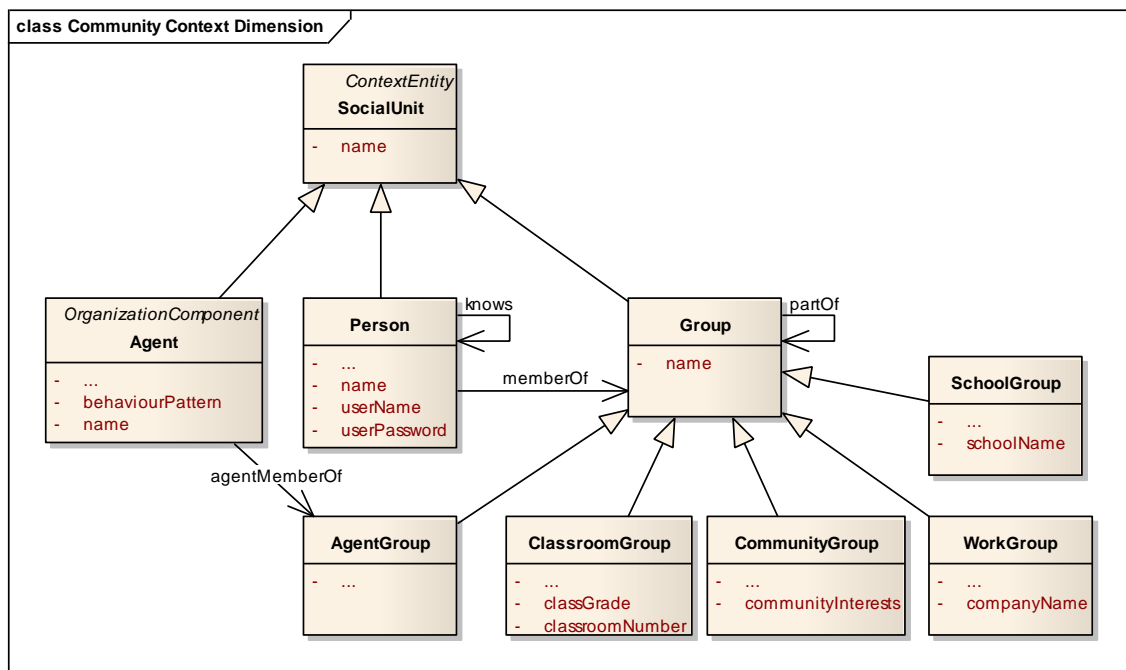 class Community Context Dimension
ContextEntity
SocialUnit
- name
OrganizationComponent
Agent
- ...
- behaviourPattern
- name
Person
- ...
- name
- userName
- userPassword
knows
memberOf
Group
- name
partOf
SchoolGroup
- ...
- schoolName
agentMemberOf
AgentGroup
- ...
ClassroomGroup
- ...
- classGrade
- classroomNumber
CommunityGroup
- ...
- communityInterests
WorkGroup
- ...
- companyName